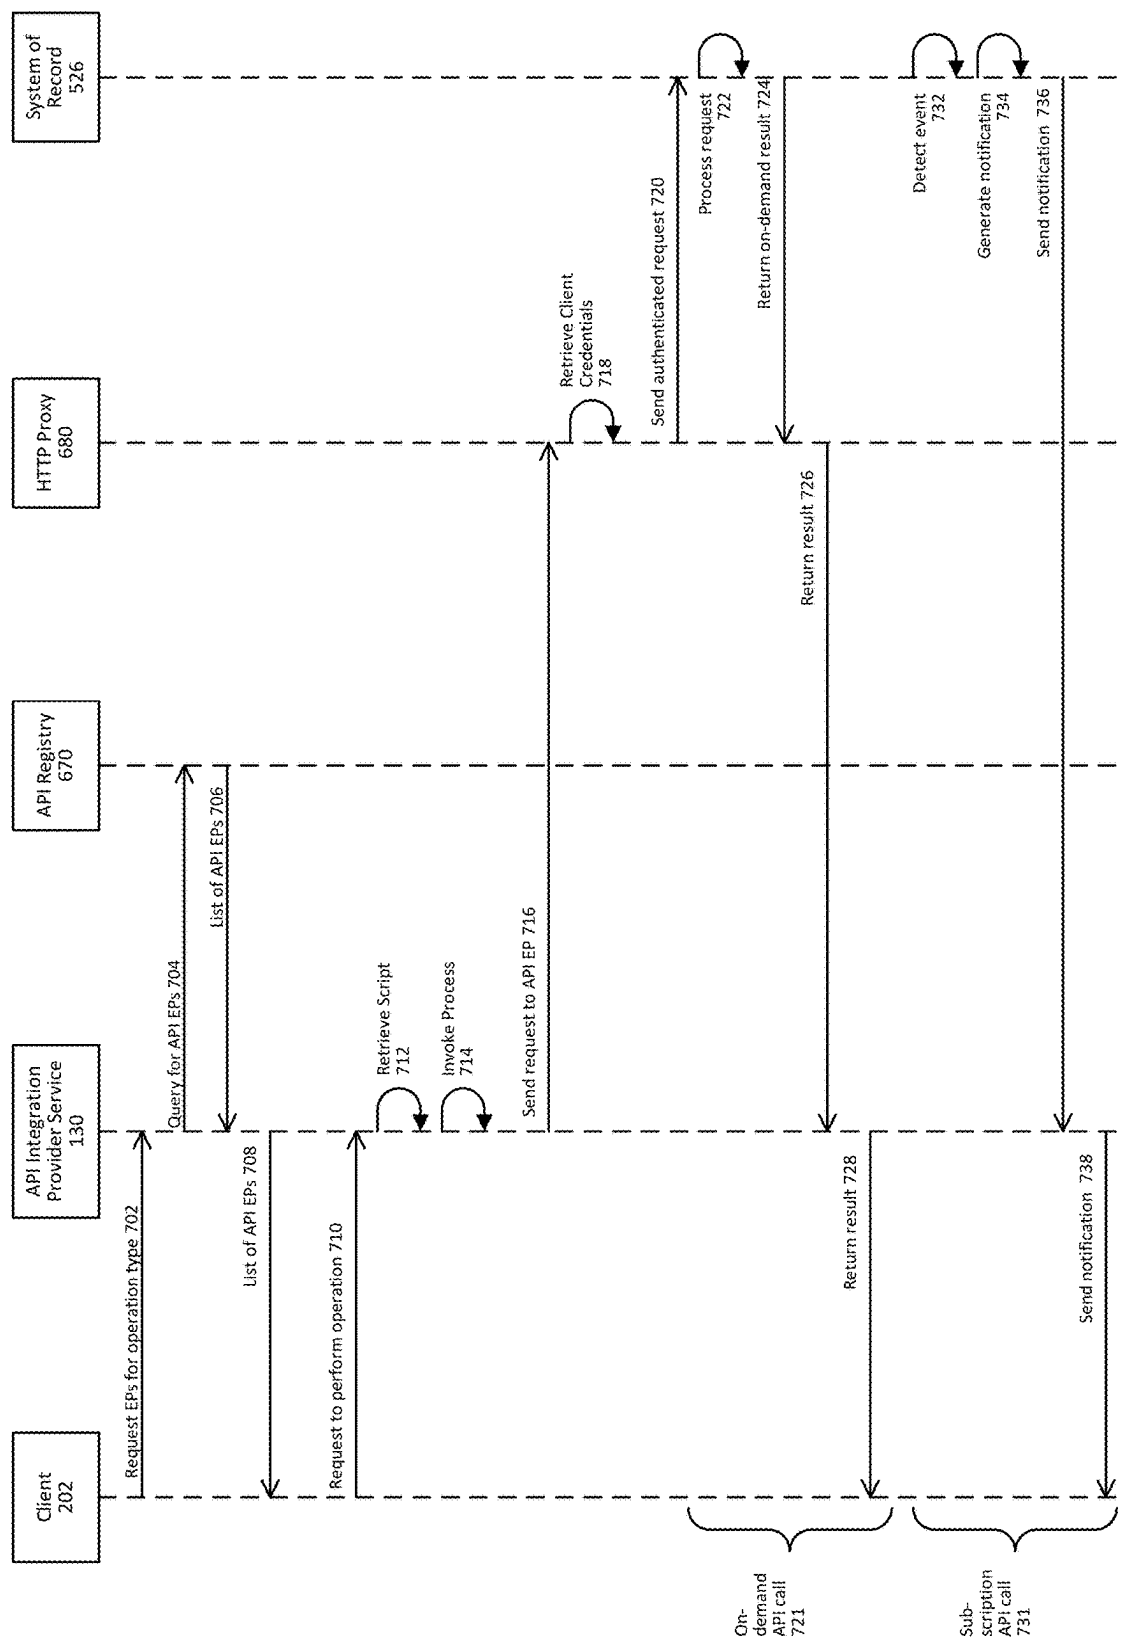 Client
202
API Integration
Provider Service
130
API Registry
670
HTTP Proxy
680
System of
Record
526
Request EPs for operation type 702
Query for API EPs 704
List of API EPs 706
List of API EPs 708
Request to perform operation 710
Retrieve Script
712
Invoke Process
714
Send request to API EP 716
Retrieve Client
Credentials
718
Send authenticated request 720
On-
demand
API call
721
Process request
722
Return on-demand result 724
Return result 726
Return result 728
Sub-
scription
API call
731
Detect event
732
Generate notification
734
Send notification 736
Send notification 738